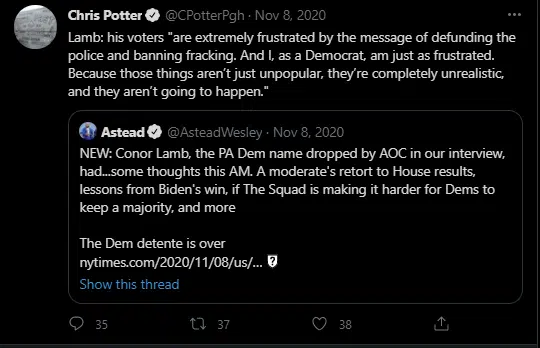 Chris Potter @CPotterPgh · Nov 8, 2020
Lamb: his voters "are extremely frustrated by the message of defunding the
police and banning fracking. And I, as a Democrat, am just as frustrated.
Because those things aren't just unpopular, they're completely unrealistic,
and they aren't going to happen."
Astead @AsteadWesley · Nov 8, 2020
NEW: Conor Lamb, the PA Dem name dropped by AOC in our interview,
had...some thoughts this AM. A moderate's retort to House results,
lessons from Biden's win, if The Squad is making it harder for Dems to
keep a majority, and more
The Dem detente is over
nytimes.com/2020/11/08/us/...
Show this thread
35 37 38